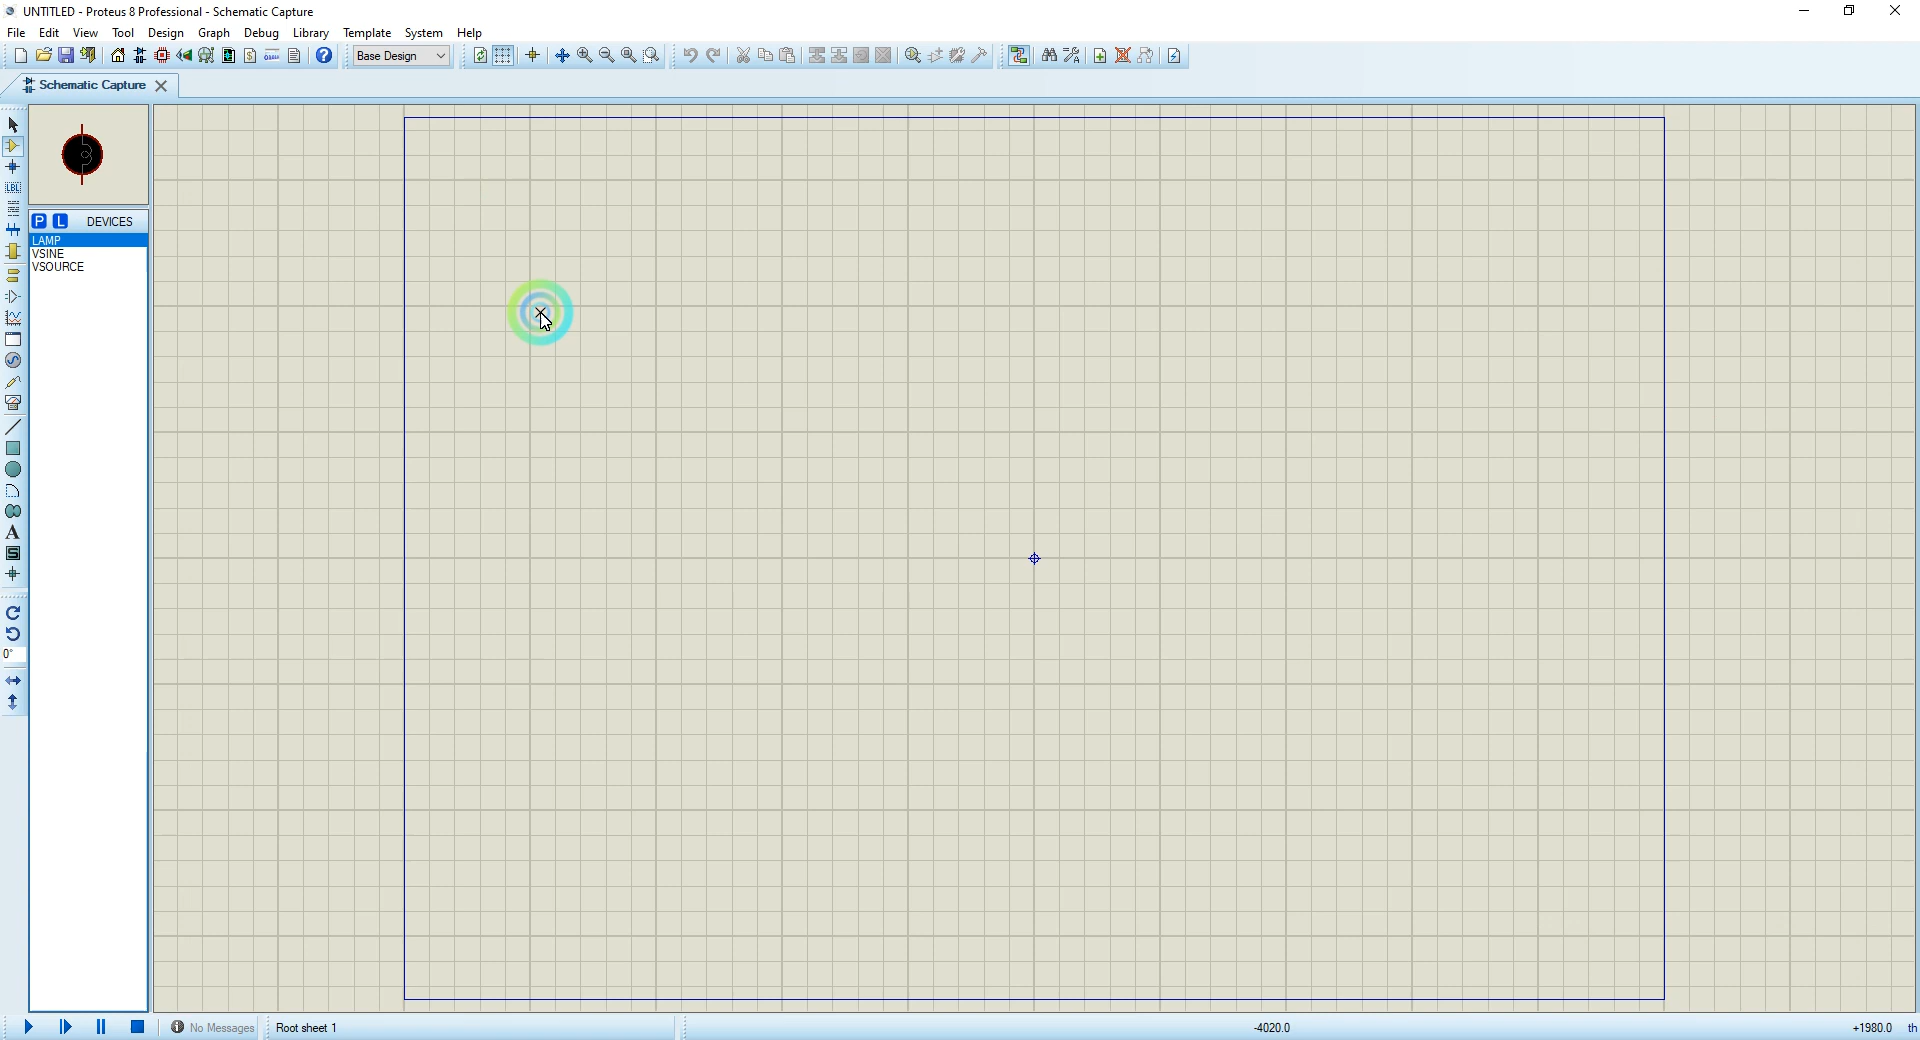 UNTITLED - Proteus 8 Professional - Schematic Capture
File Edit View Tool Design Graph Debug Library Template System Help
Base Design
Schematic Capture
P L DEVICES
LAMP
VSINE
VSOURCE
LBL
A
S
0°
No Messages Root sheet 1 -4020.0 +1980.0 th